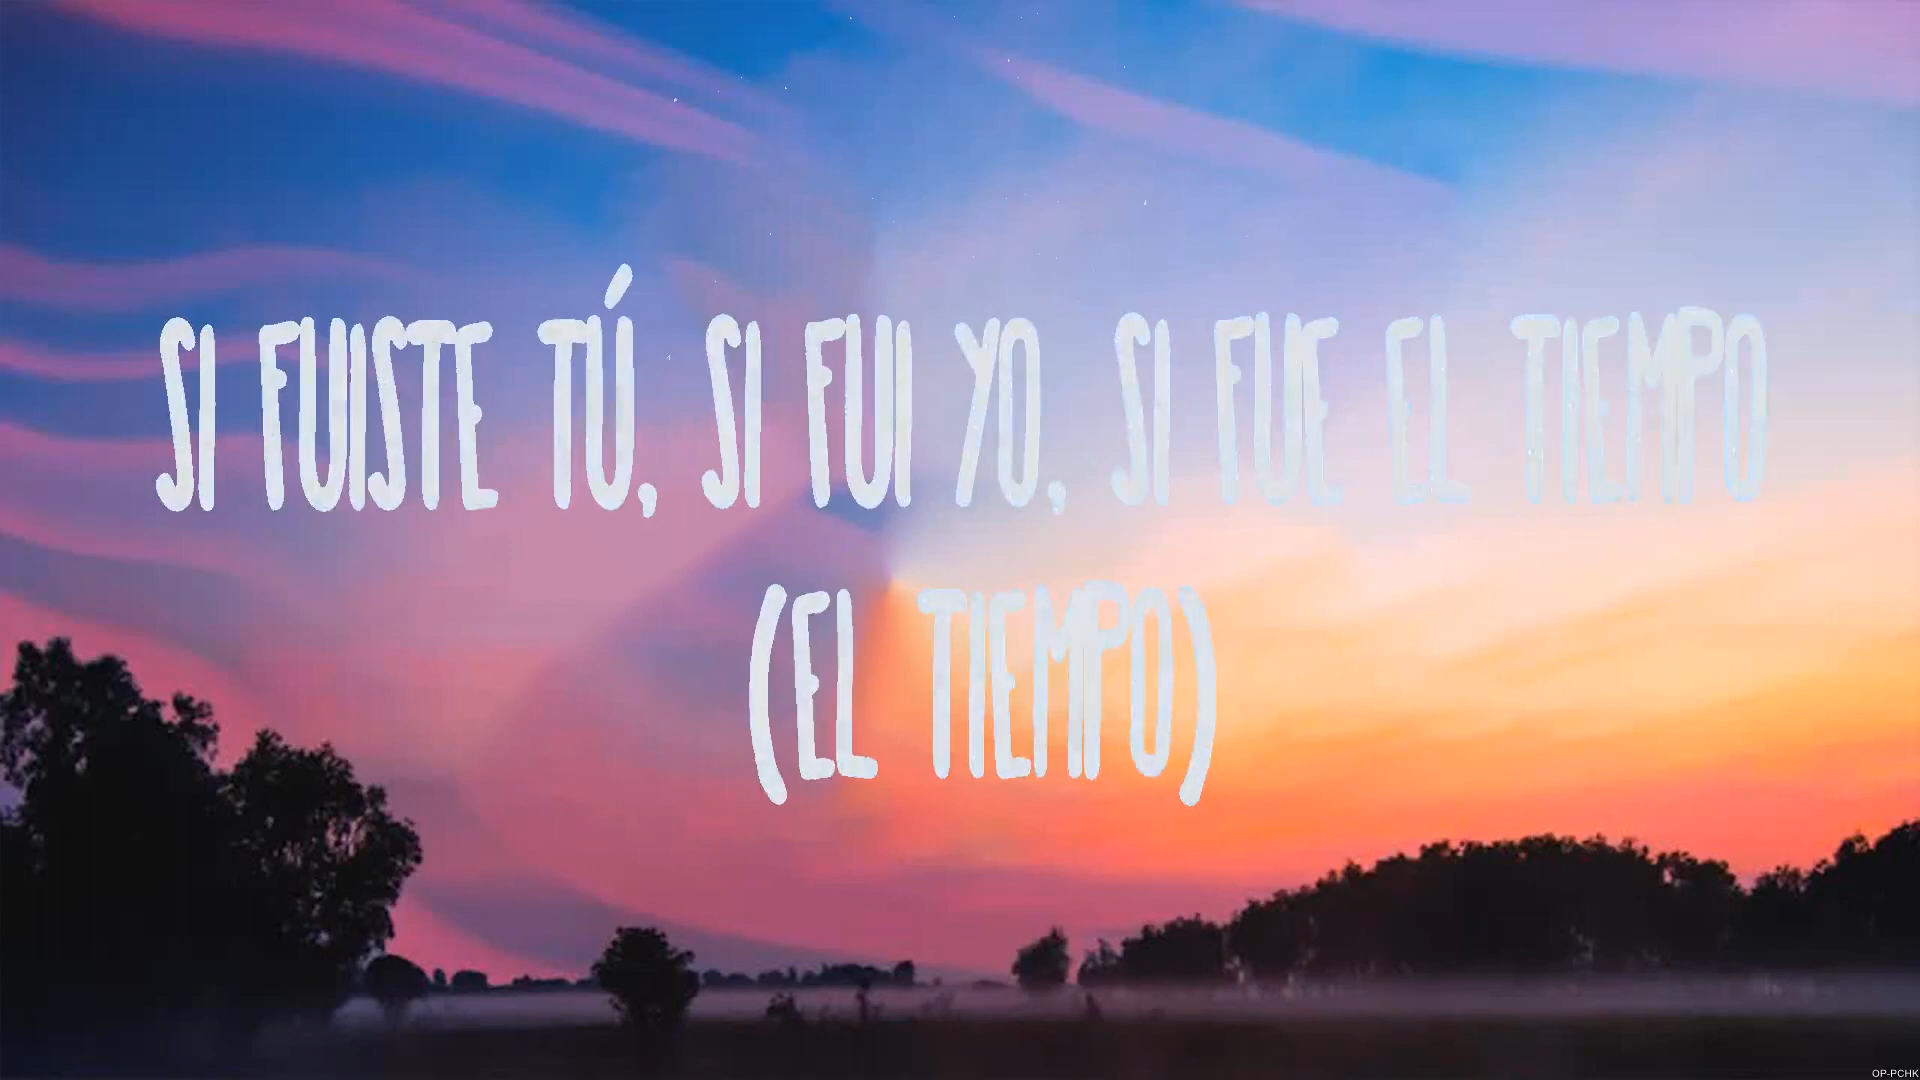 SI FUISTE TÚ, SI FUI YO, SI FUE EL TIEMPO
(EL TIEMPO)
OP-PCHK